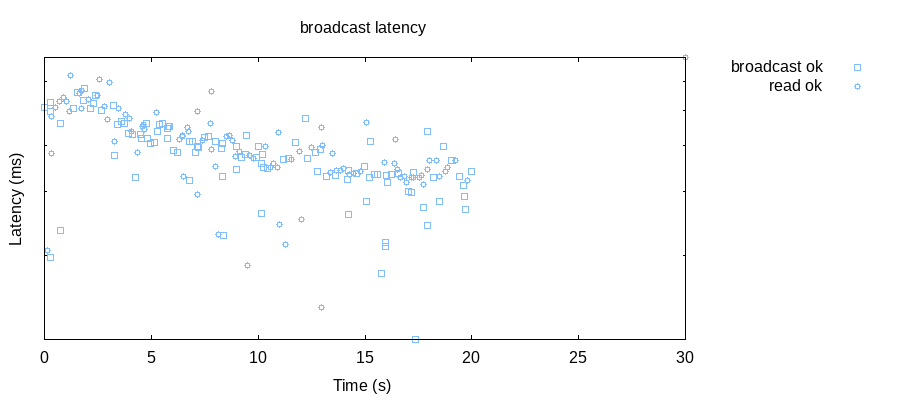 broadcast latency
broadcast ok
read ok
Latency (ms)
0 5 10 15 20 25 30
Time (s)